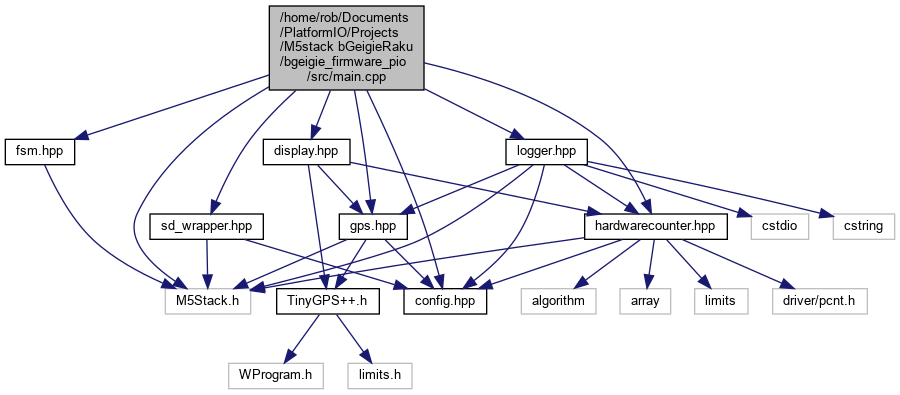 /home/rob/Documents
/PlatformIO/Projects
/M5stack bGeigieRaku
/bgeigie_firmware_pio
/src/main.cpp
fsm.hpp
display.hpp
logger.hpp
sd_wrapper.hpp
gps.hpp
hardwarecounter.hpp
cstdio
cstring
M5Stack.h
TinyGPS++.h
config.hpp
algorithm
array
limits
driver/pcnt.h
WProgram.h
limits.h